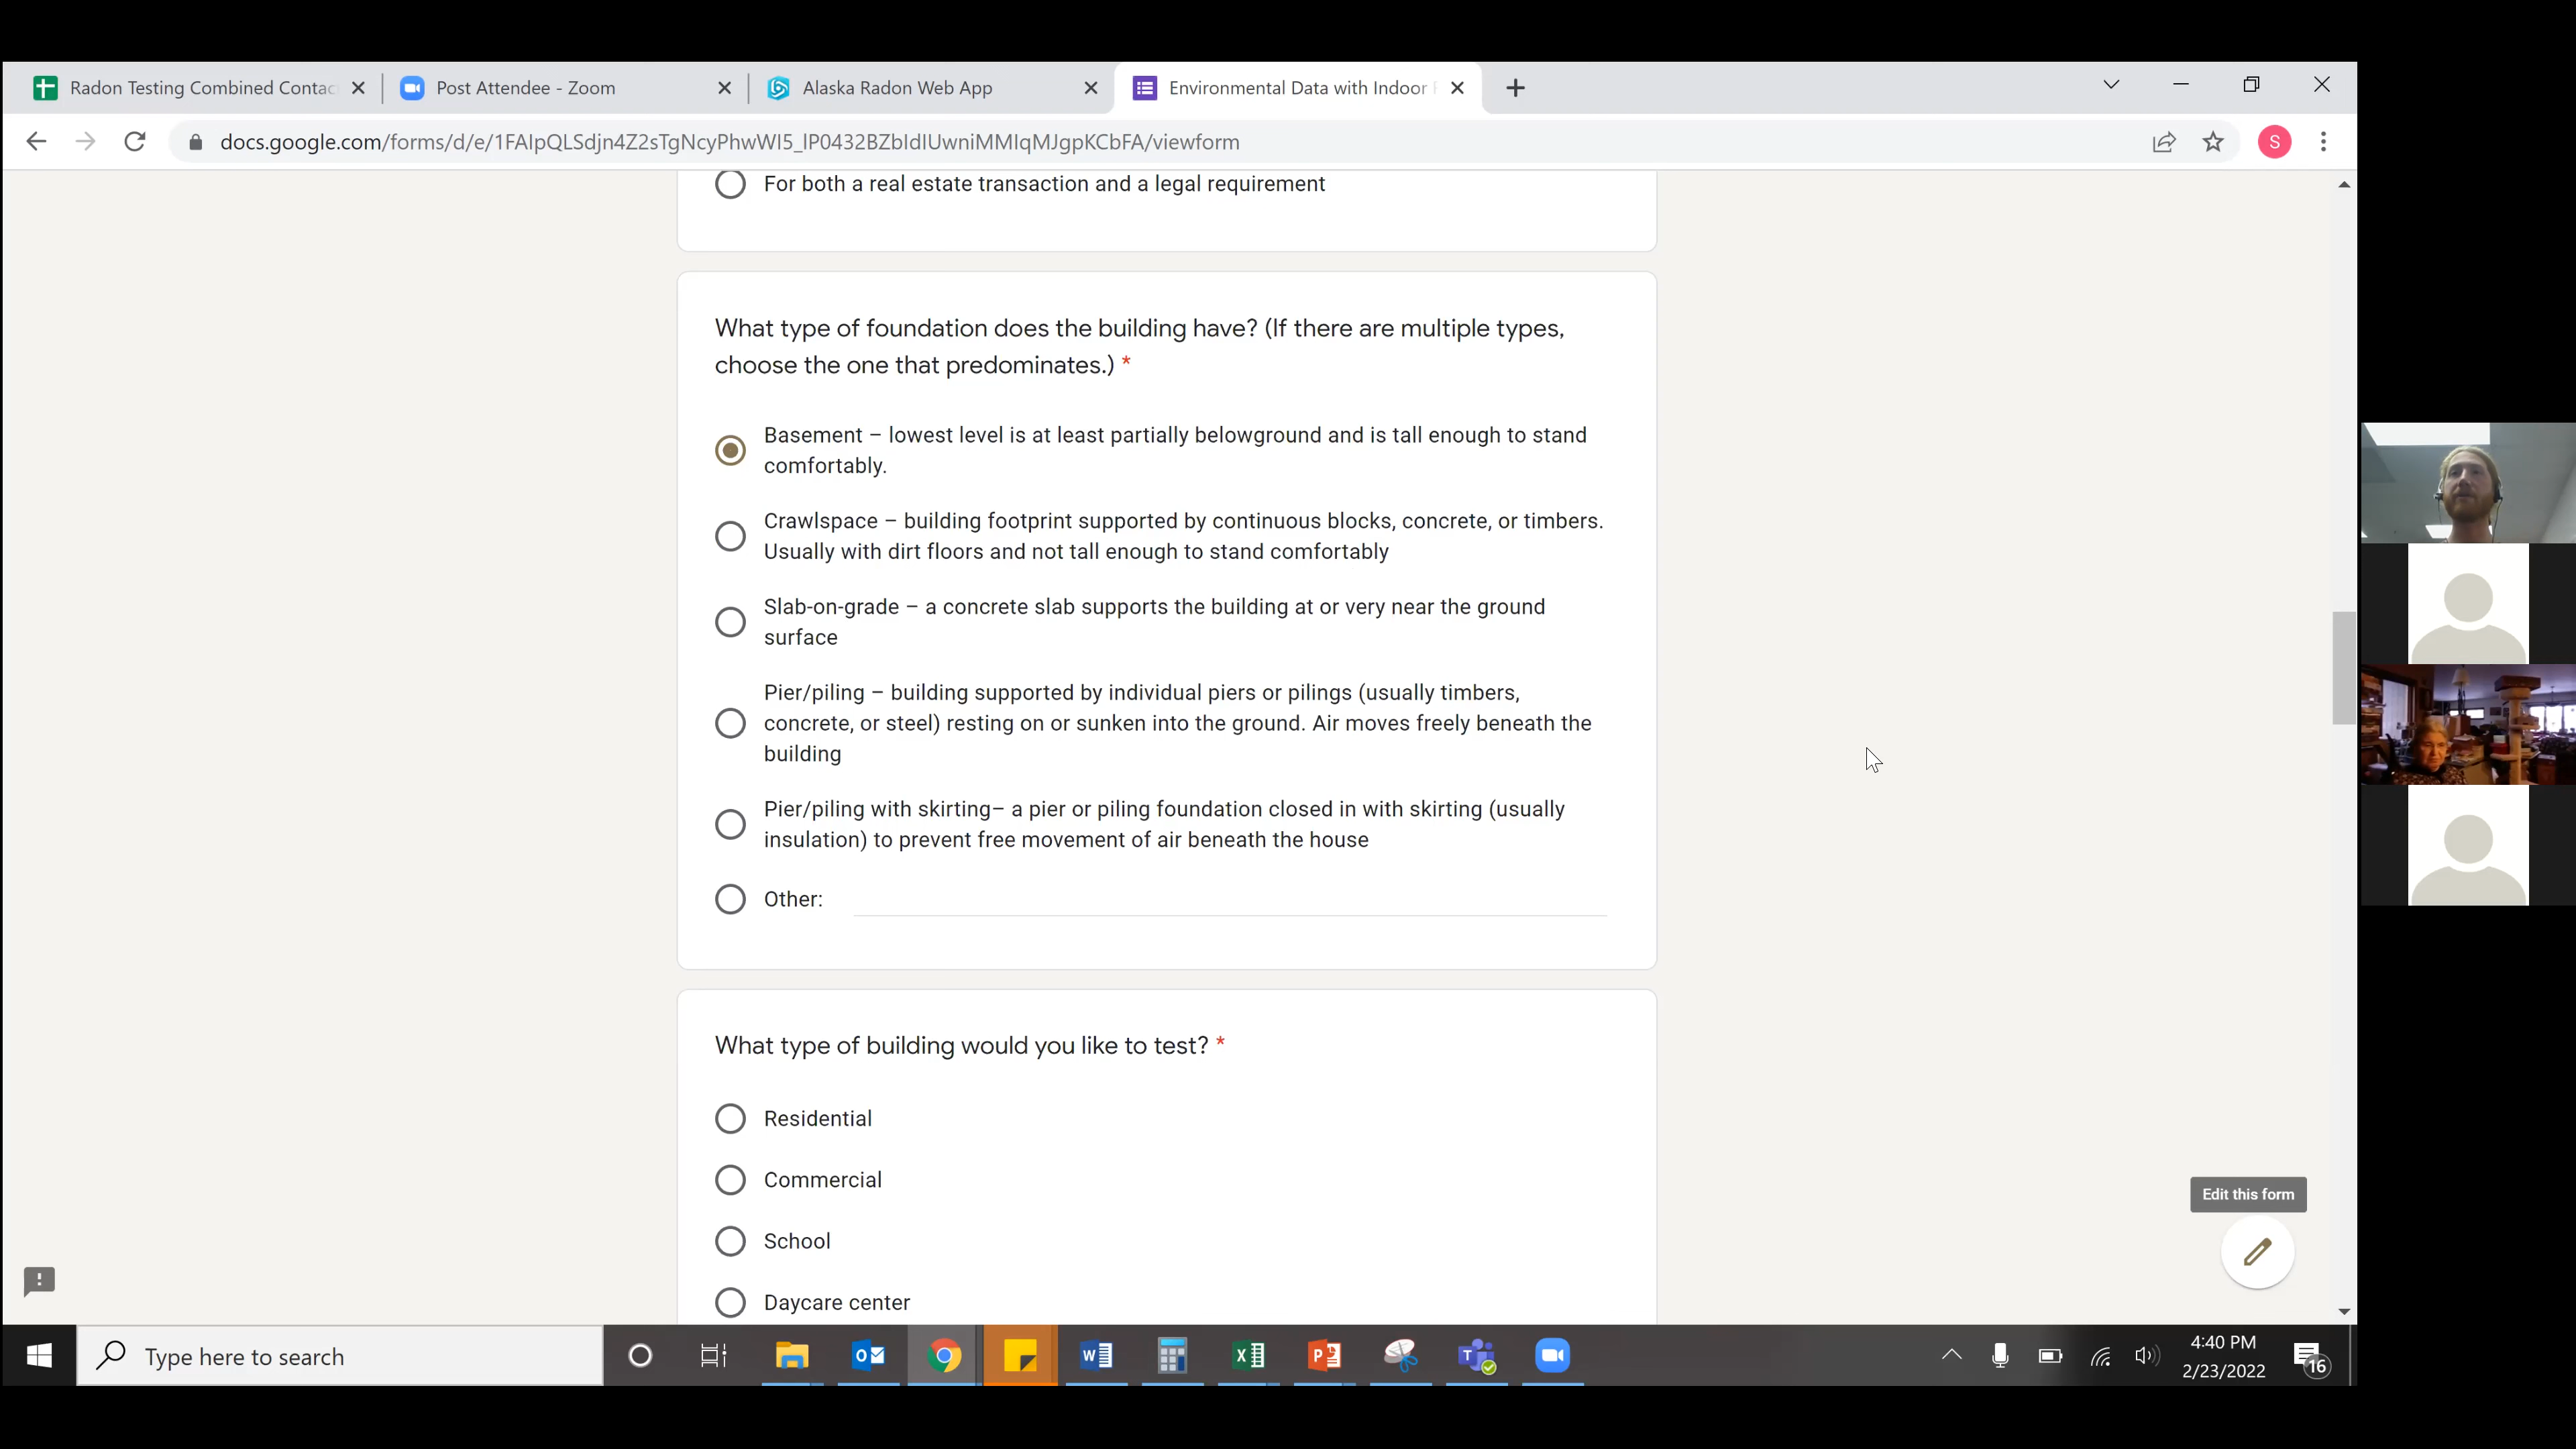 Radon Testing Combined Contac
Post Attendee - Zoom
Alaska Radon Web App
Environmental Data with Indoor
S
For both a real estate transaction and a legal requirement
What type of foundation does the building have? (If there are multiple types,
choose the one that predominates.) *
Basement – lowest level is at least partially belowground and is tall enough to stand
comfortably.
Crawlspace – building footprint supported by continuous blocks, concrete, or timbers.
Usually with dirt floors and not tall enough to stand comfortably
Slab-on-grade – a concrete slab supports the building at or very near the ground
surface
Pier/piling – building supported by individual piers or pilings (usually timbers,
concrete, or steel) resting on or sunken into the ground. Air moves freely beneath the
building
Pier/piling with skirting– a pier or piling foundation closed in with skirting (usually
insulation) to prevent free movement of air beneath the house
Other:
What type of building would you like to test? *
Residential
Commercial
School
Daycare center
Edit this form
Type here to search
4:40 PM
2/23/2022
16